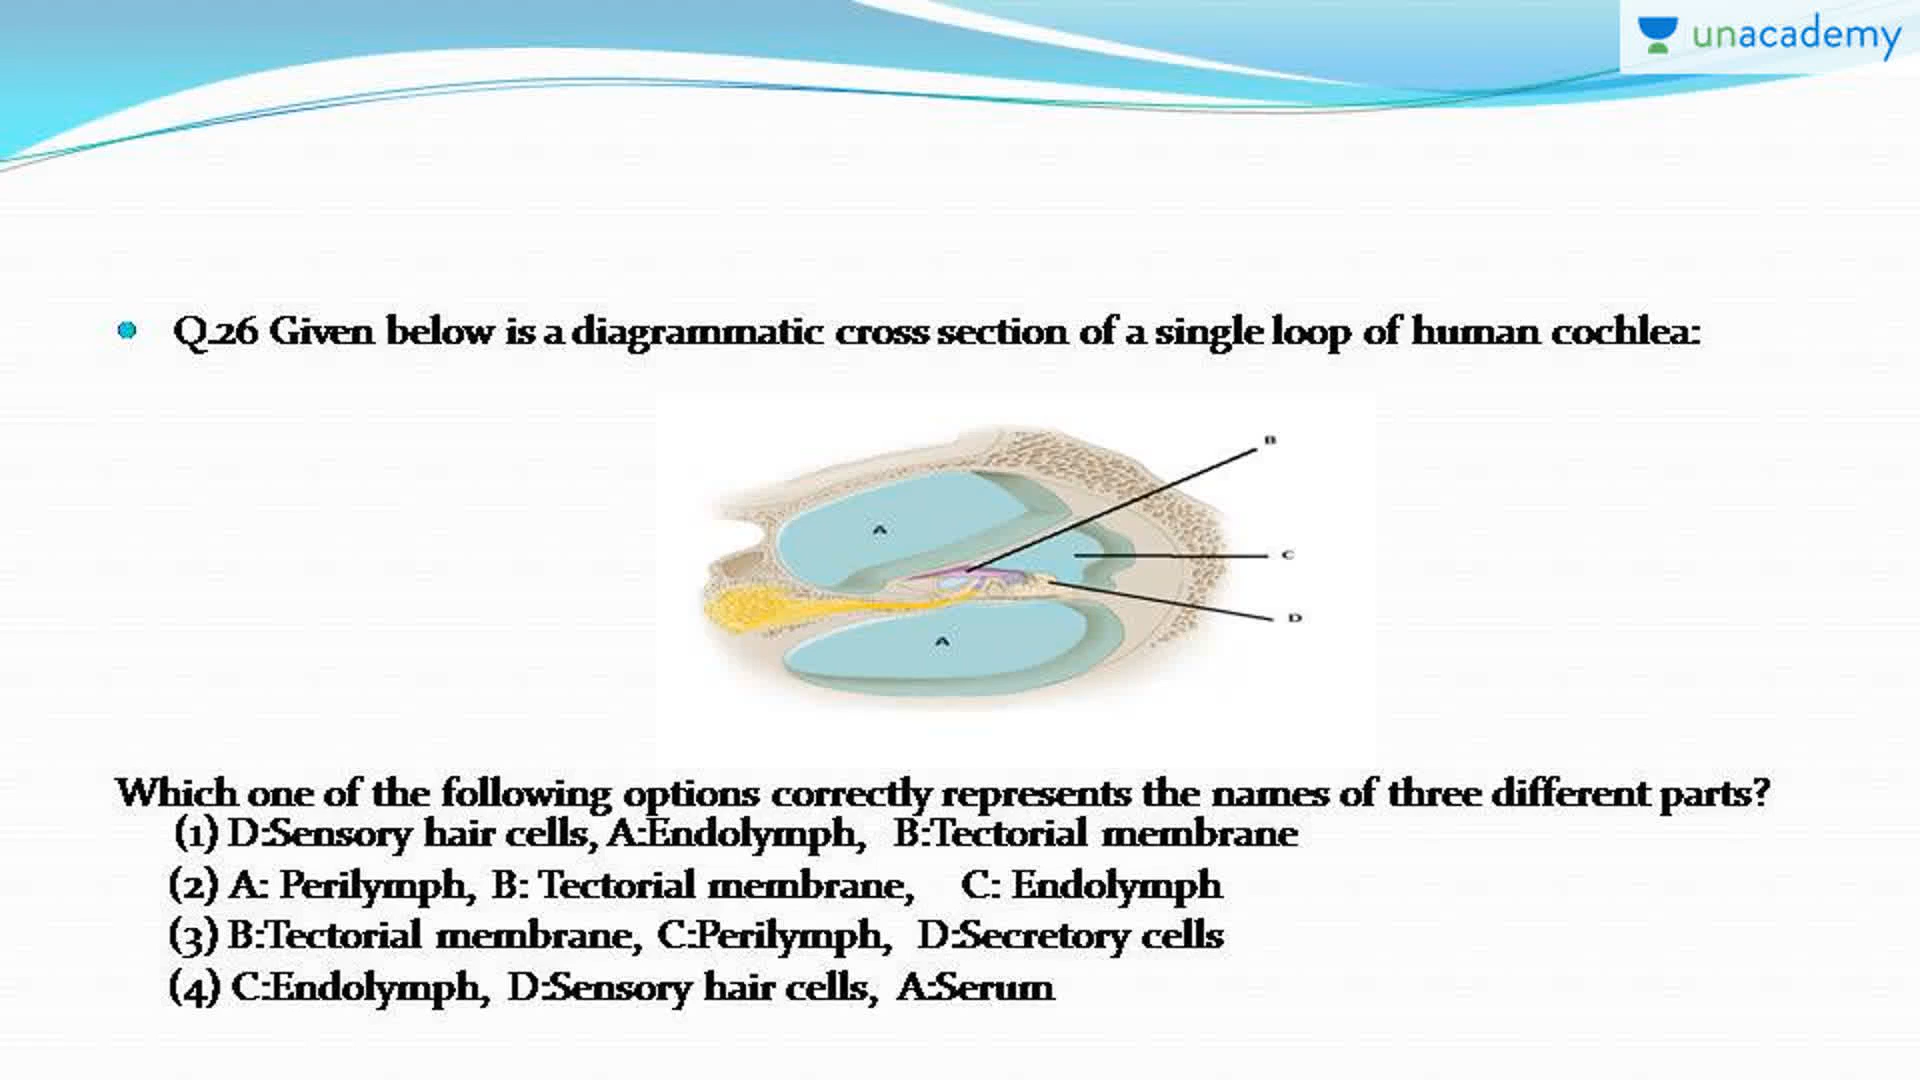 unacademy
Q.26 Given below is a diagrammatic cross section of a single loop of human cochlea:
B
A
C
D
A
Which one of the following options correctly represents the names of three different parts?
(1) D:Sensory hair cells, A:Endolymph, B:Tectorial membrane
(2) A: Perilymph, B: Tectorial membrane, C: Endolymph
(3) B:Tectorial membrane, C:Perilymph, D:Secretory cells
(4) C:Endolymph, D:Sensory hair cells, A:Serum